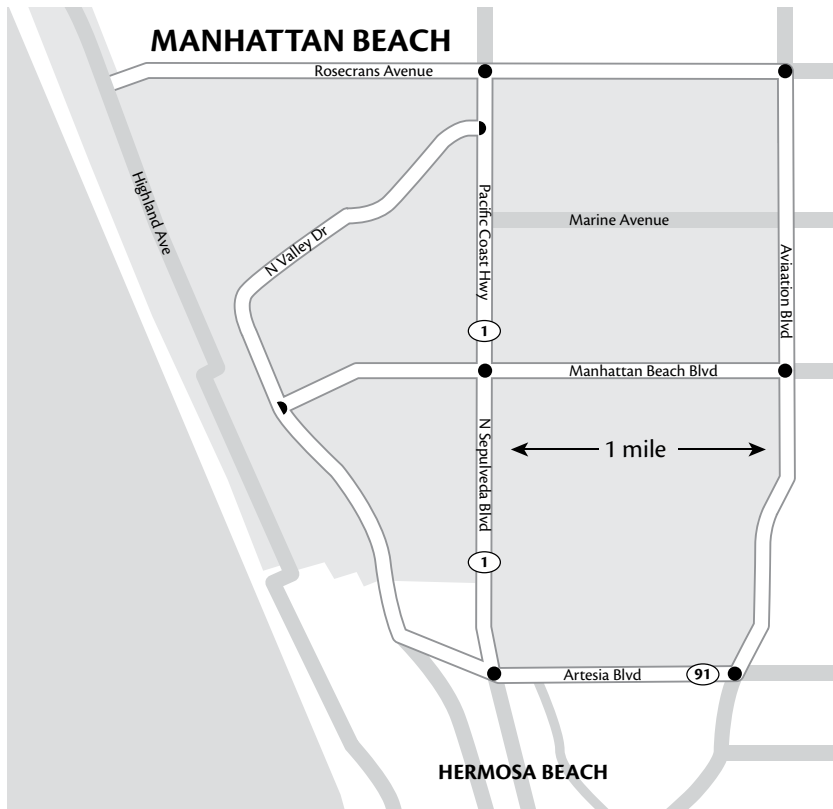 MANHATTAN BEACH
Rosecrans Avenue
Highland Ave
Pacific Coast Hwy
Marine Avenue
N Valley Dr
Aviaation Blvd
1
Manhattan Beach Blvd
N Sepulveda Blvd
1 mile
1
Artesia Blvd
91
HERMOSA BEACH